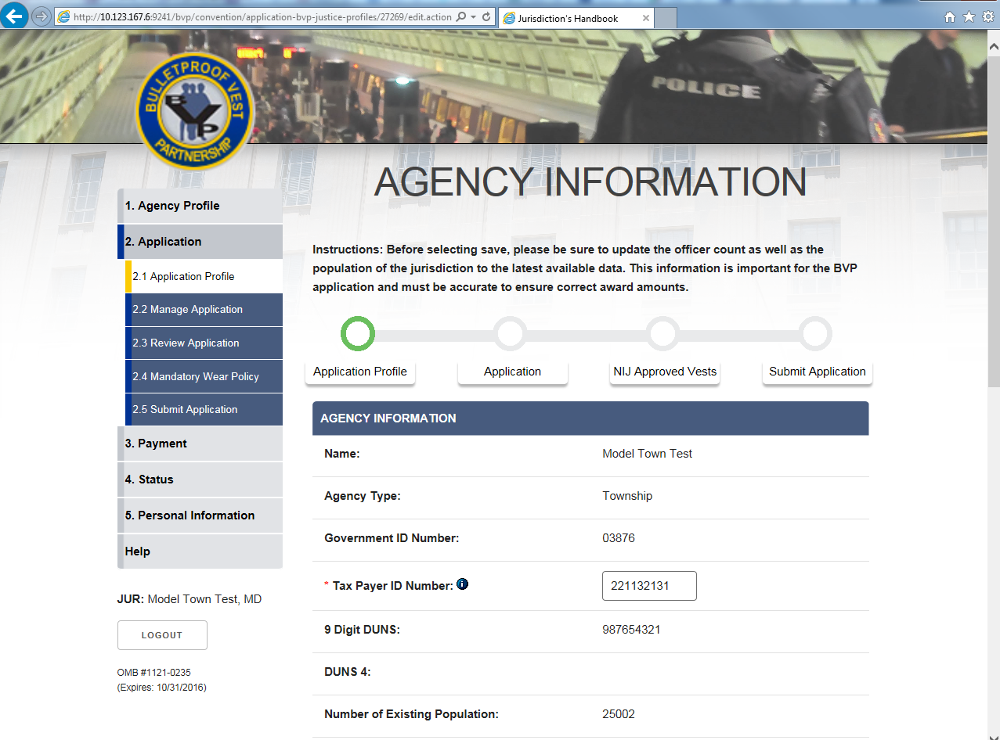 http://10.123.167.6:9241/bvp/convention/application-bvp-justice-profiles/27269/edit.action
Jurisdiction's Handbook
POLICE
BULLETPROOF VEST
BVP
PARTNERSHIP
AGENCY INFORMATION
1. Agency Profile
2. Application
2.1 Application Profile
2.2 Manage Application
2.3 Review Application
2.4 Mandatory Wear Policy
2.5 Submit Application
3. Payment
4. Status
5. Personal Information
Help
JUR: Model Town Test, MD
LOGOUT
OMB #1121-0235
(Expires: 10/31/2016)
Instructions: Before selecting save, please be sure to update the officer count as well as the
population of the jurisdiction to the latest available data. This information is important for the BVP
application and must be accurate to ensure correct award amounts.
Application Profile
Application
NIJ Approved Vests
Submit Application
AGENCY INFORMATION
Name: Model Town Test
Agency Type: Township
Government ID Number: 03876
* Tax Payer ID Number: 221132131
9 Digit DUNS: 987654321
DUNS 4:
Number of Existing Population: 25002